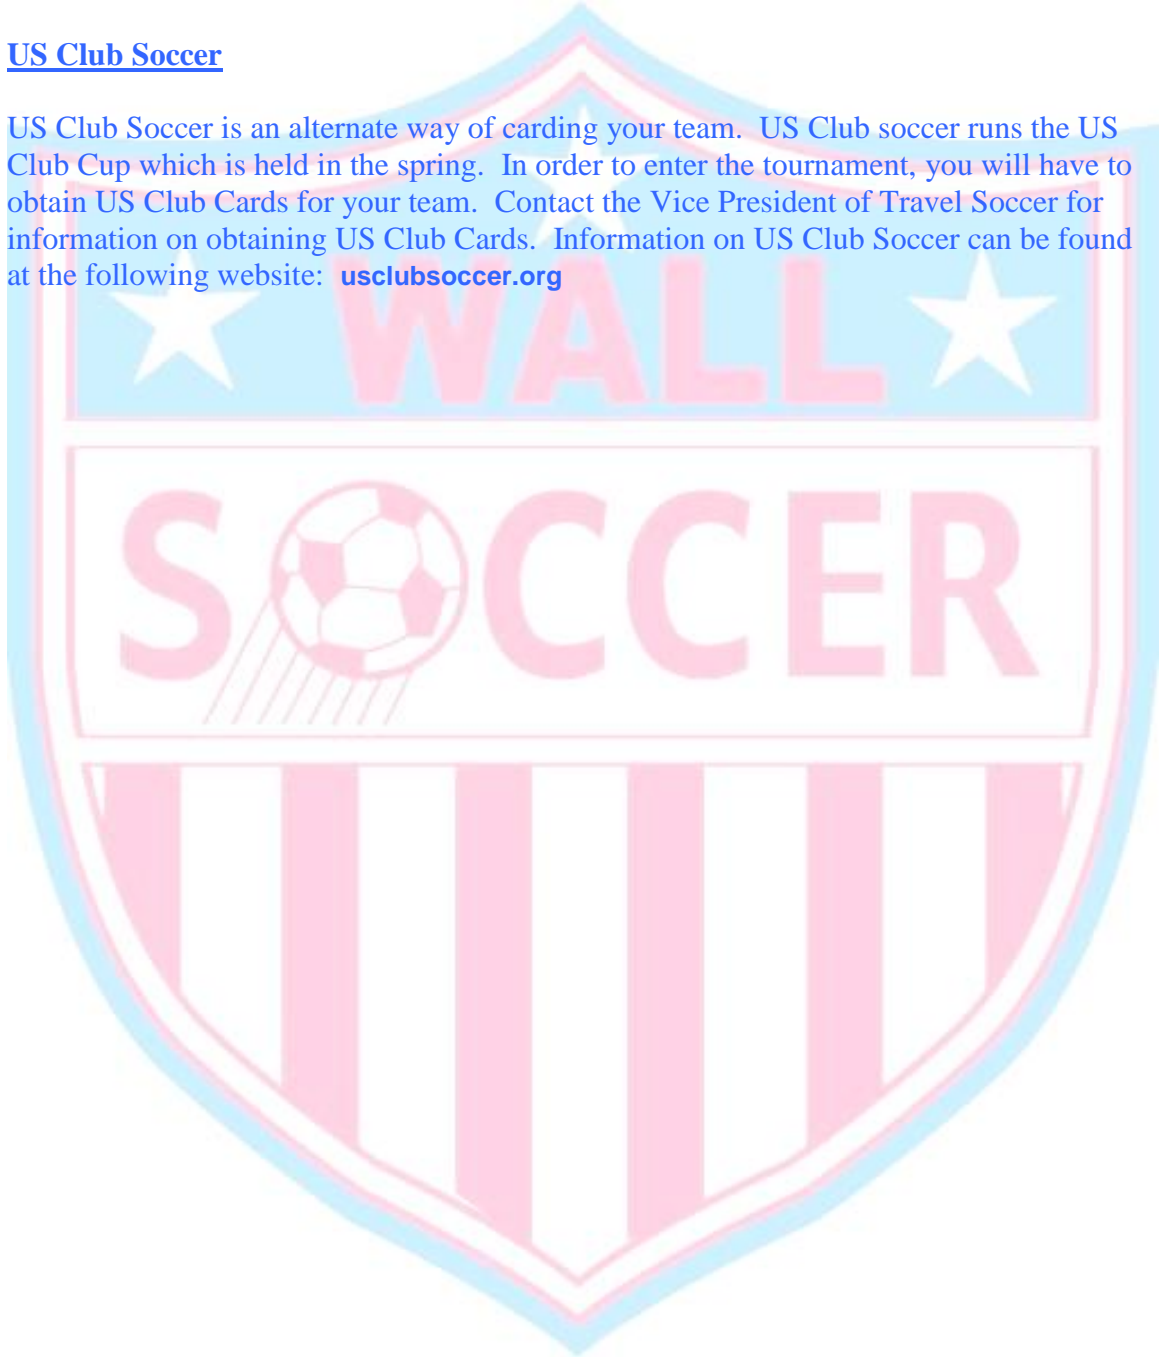 US Club Soccer
US Club Soccer is an alternate way of carding your team.  US Club soccer runs the US
Club Cup which is held in the spring.  In order to enter the tournament, you will have to
obtain US Club Cards for your team.  Contact the Vice President of Travel Soccer for
information on obtaining US Club Cards.  Information on US Club Soccer can be found
at the following website:  usclubsoccer.org
WALL
SOCCER